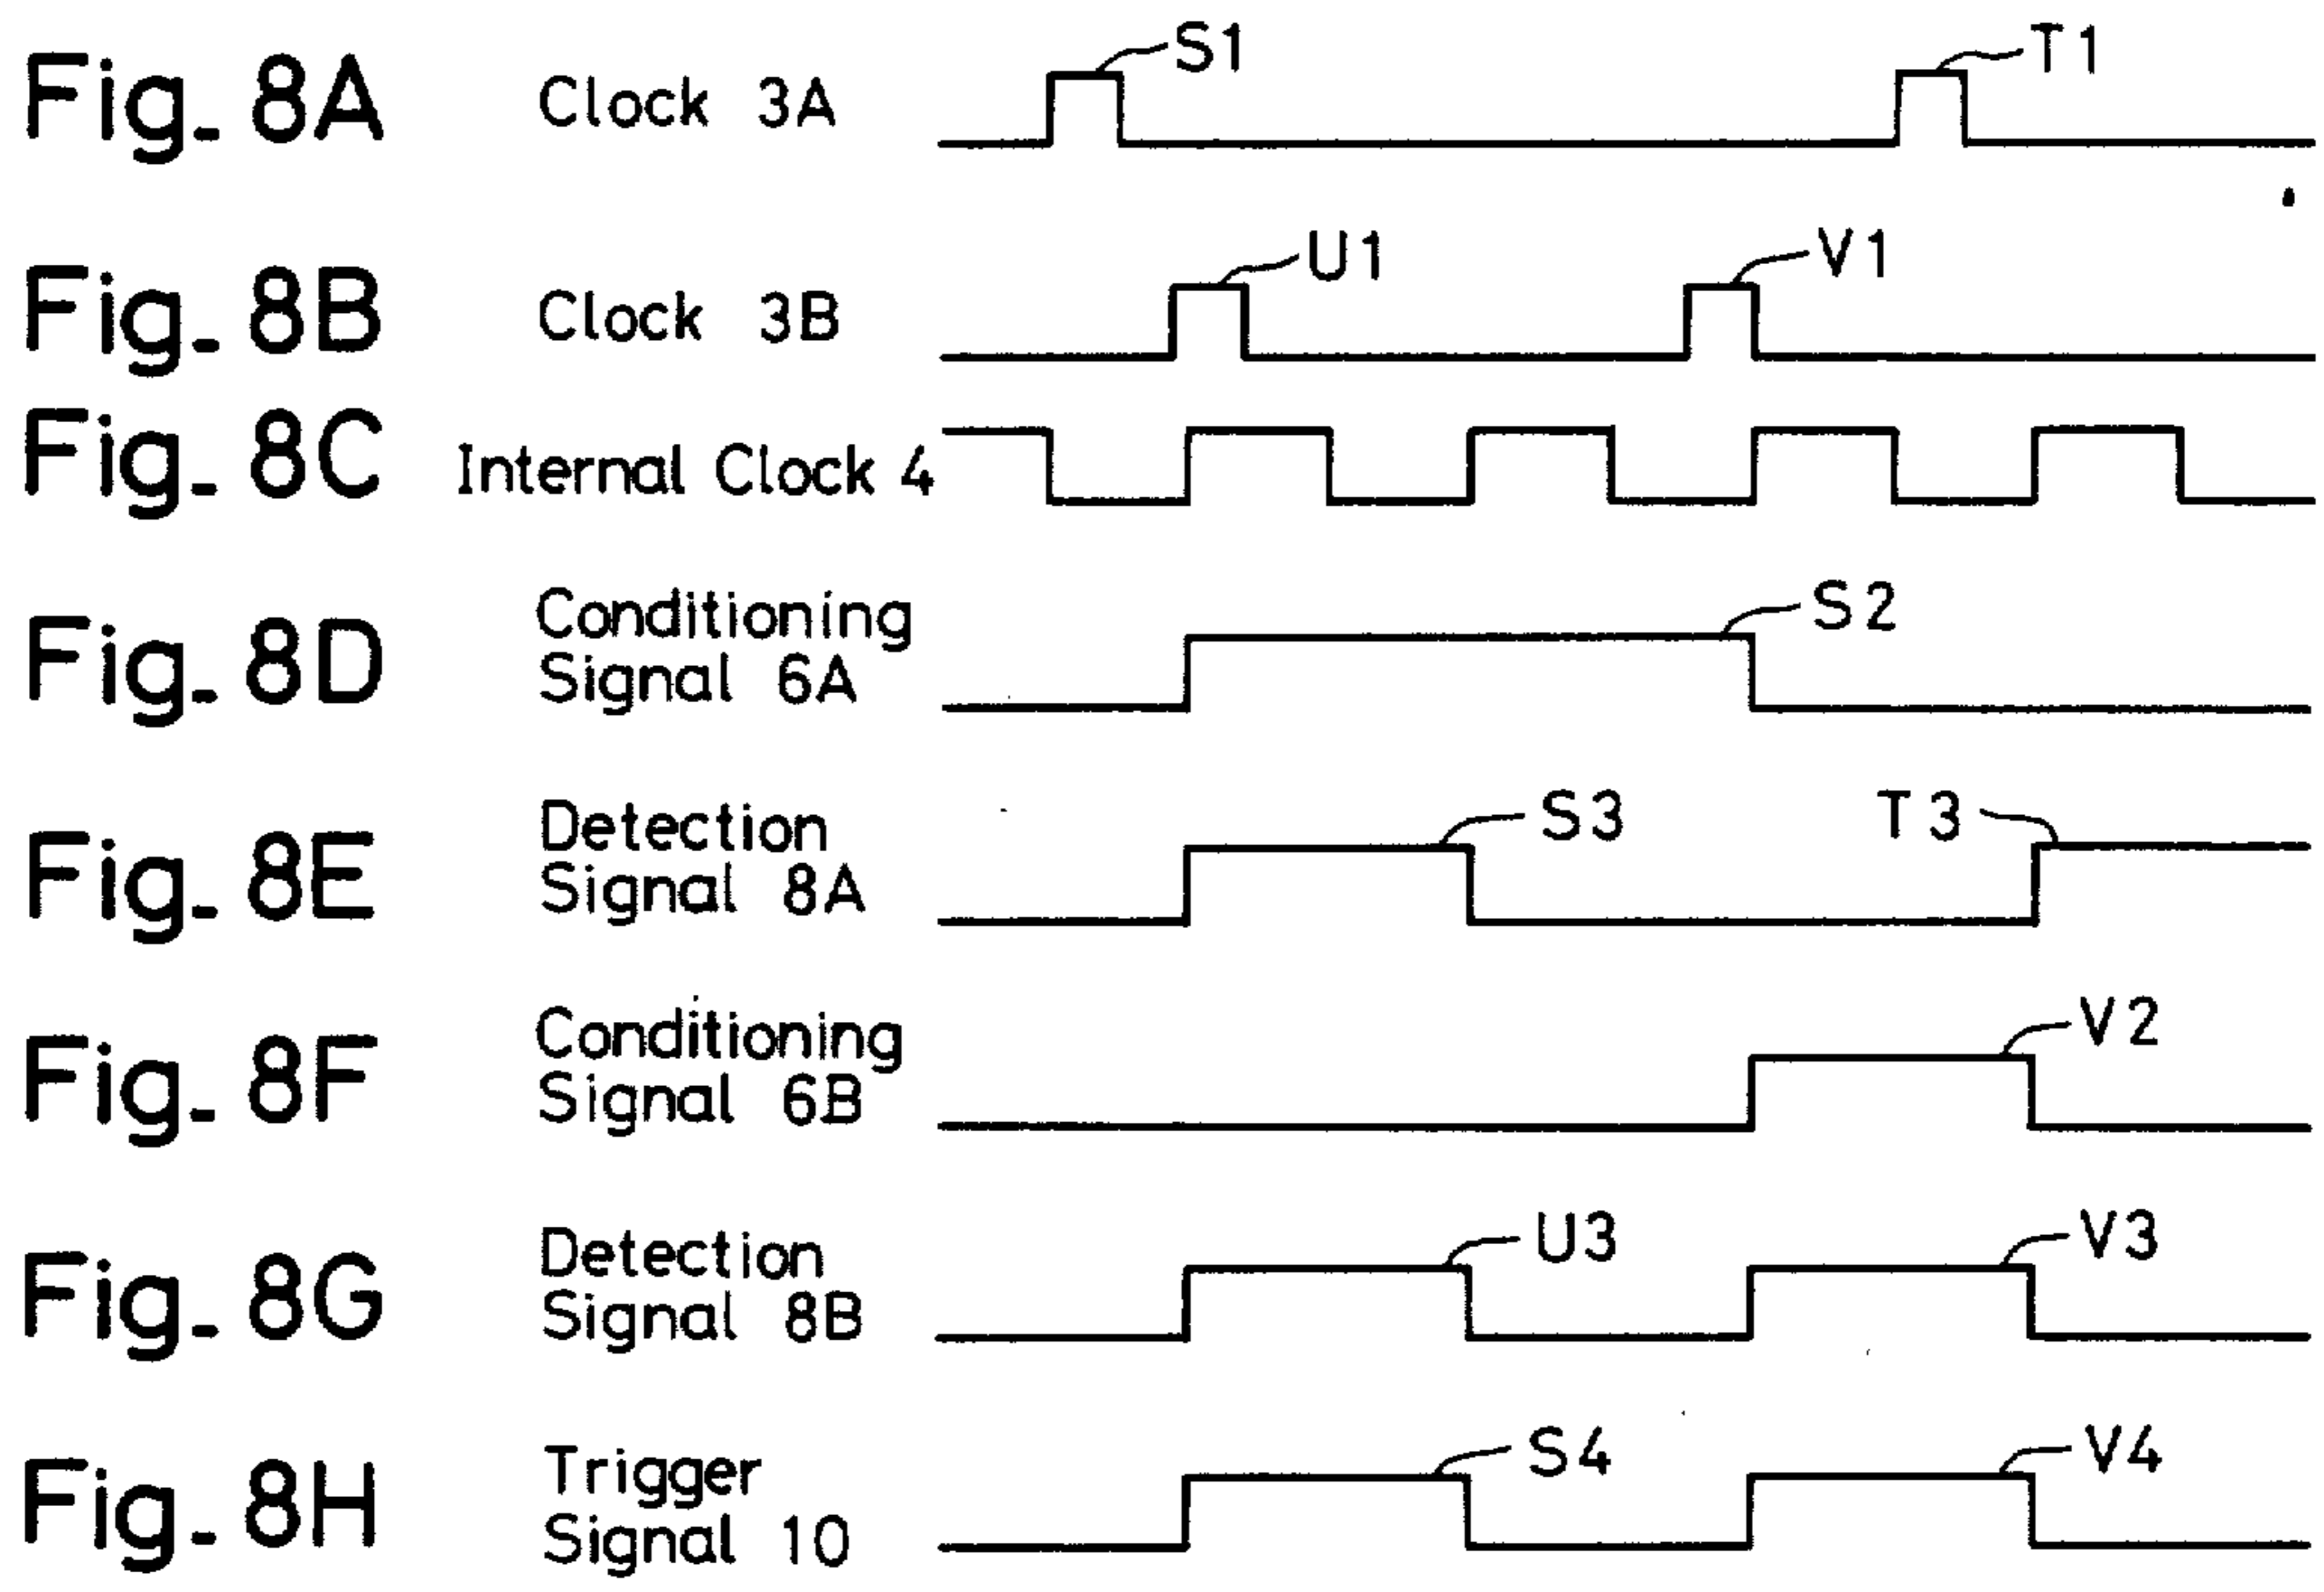 Fig. 8A Clock 3A S1 T1
Fig. 8B Clock 3B U1 V1
Fig. 8C Internal Clock 4
Fig. 8D Conditioning Signal 6A S2
Fig. 8E Detection Signal 8A S3 T3
Fig. 8F Conditioning Signal 6B V2
Fig. 8G Detection Signal 8B U3 V3
Fig. 8H Trigger Signal 10 S4 V4